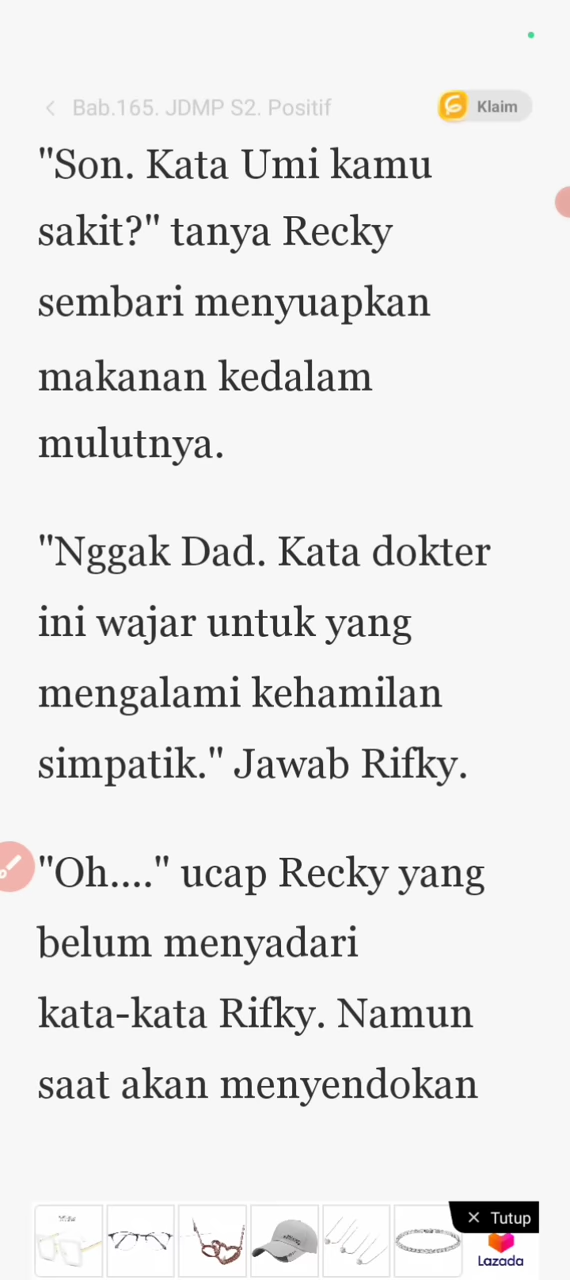 Bab.165. JDMP S2. Positif
Klaim
"Son. Kata Umi kamu
sakit?" tanya Recky
sembari menyuapkan
makanan kedalam
mulutnya.
"Nggak Dad. Kata dokter
ini wajar untuk yang
mengalami kehamilan
simpatik." Jawab Rifky.
"Oh...." ucap Recky yang
belum menyadari
kata-kata Rifky. Namun
saat akan menyendokan
Tutup
Lazada